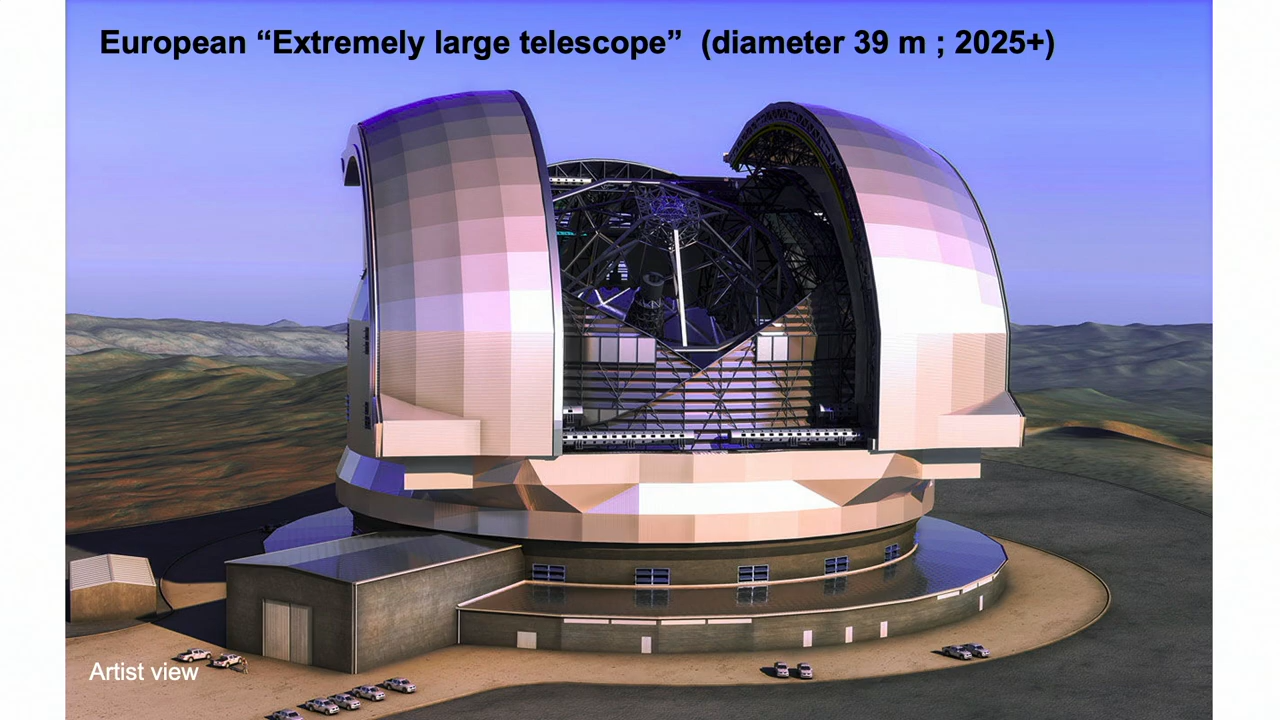 European “Extremely large telescope”  (diameter 39 m ; 2025+)
Artist view